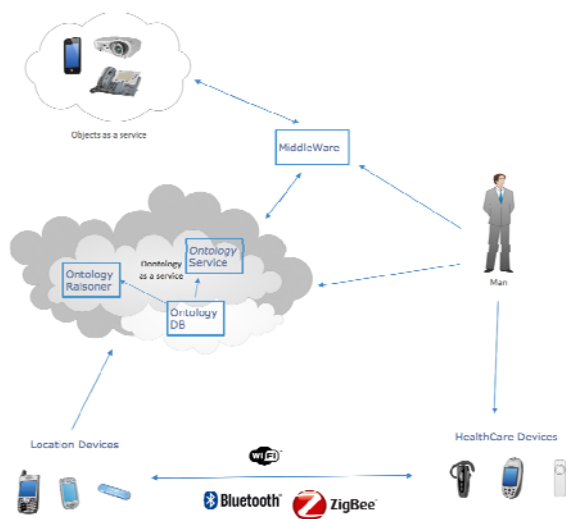 Objects as a service
MiddleWare
Ontology
Service
Oontology
as a service
Ontology
Raisoner
Ontology
DB
Man
Location Devices
HealthCare Devices
WiFi
Bluetooth
ZigBee